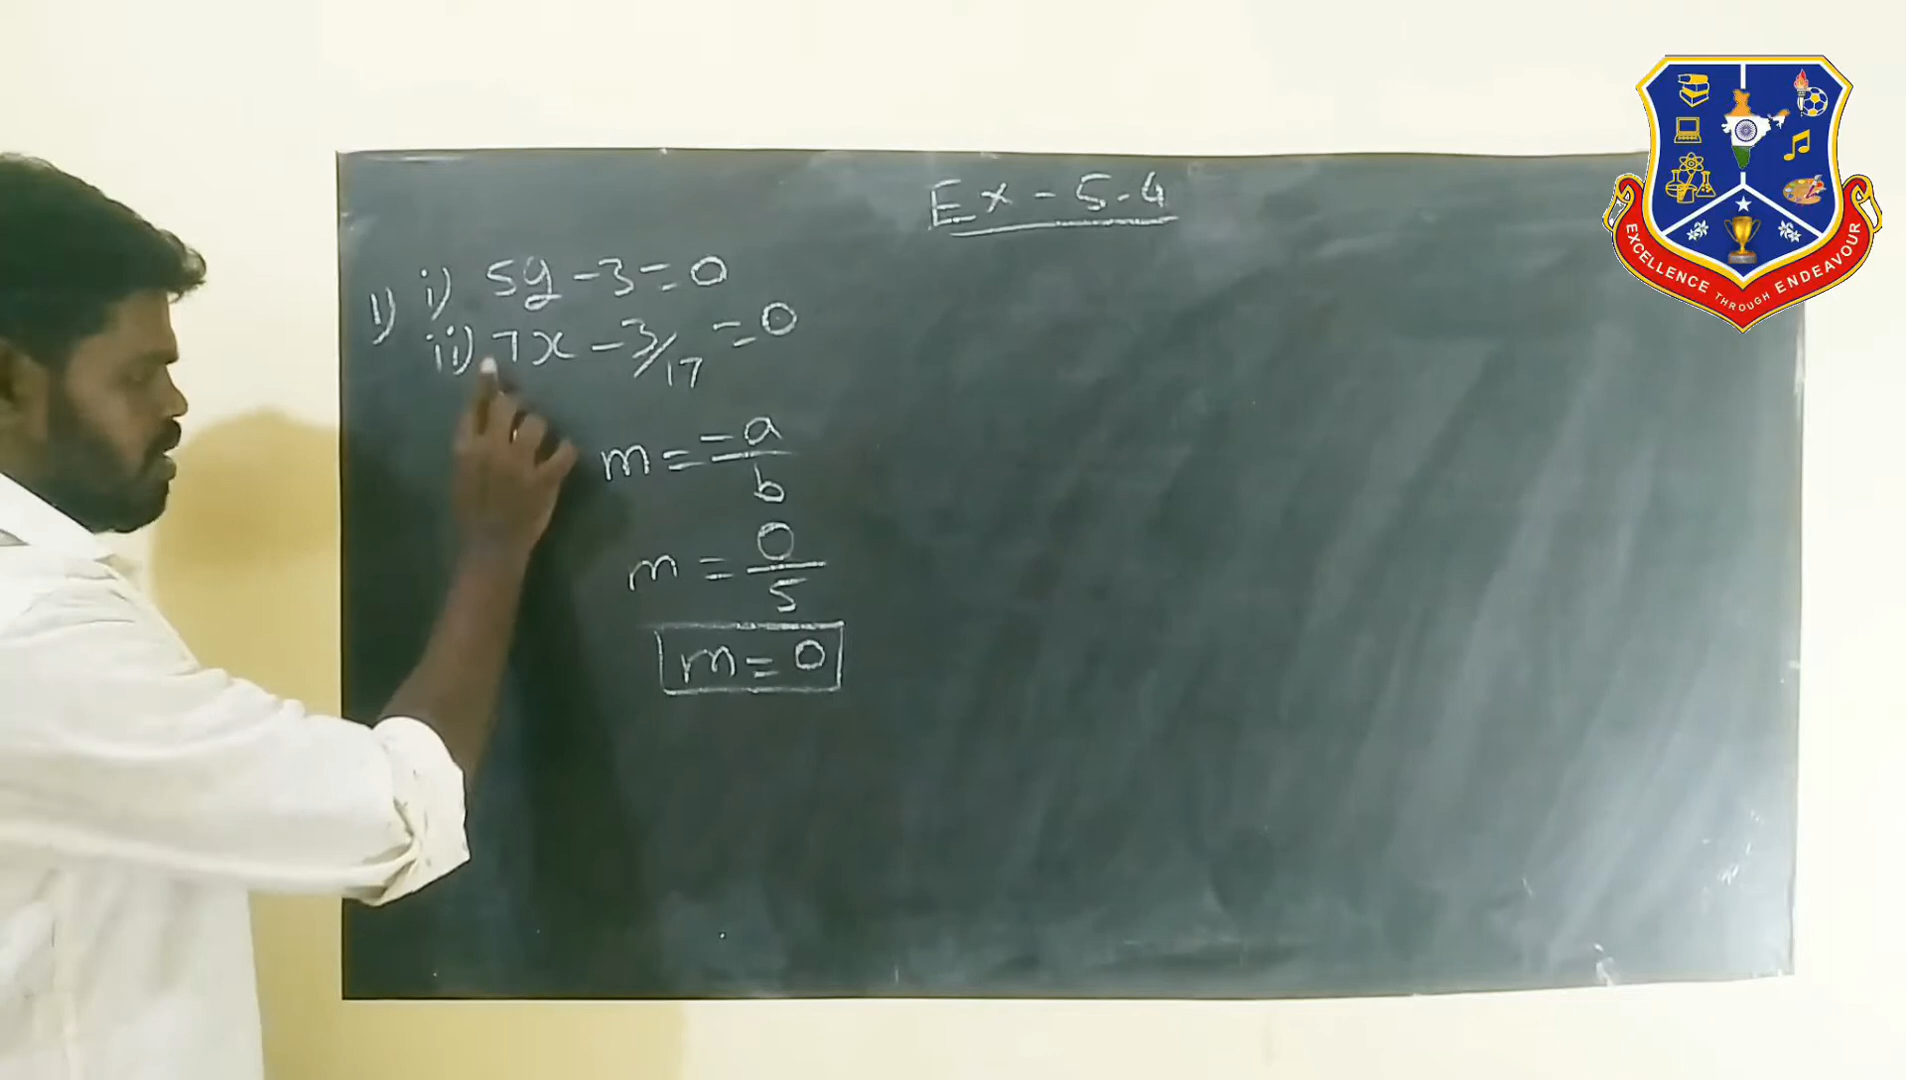 Ex - 5.4
1) i) 5y - 3 = 0
ii) 7x - 3/17 = 0
m = -a/b
m = 0/5
m = 0
EXCELLENCE THROUGH ENDEAVOUR